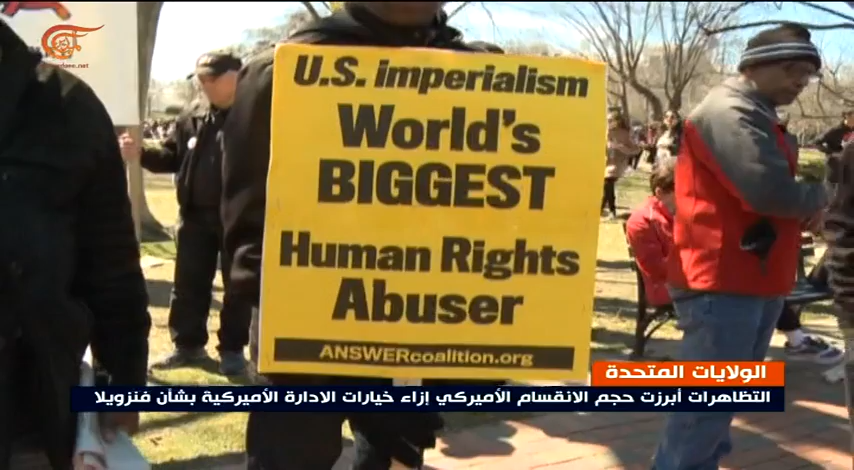 U.S. imperialism
World's
BIGGEST
Human Rights
Abuser
ANSWERcoalition.org
الولايات المتحدة
التظاهرات أبرزت حجم الانقسام الأميركي إزاء خيارات الادارة الأميركية بشأن فنزويلا